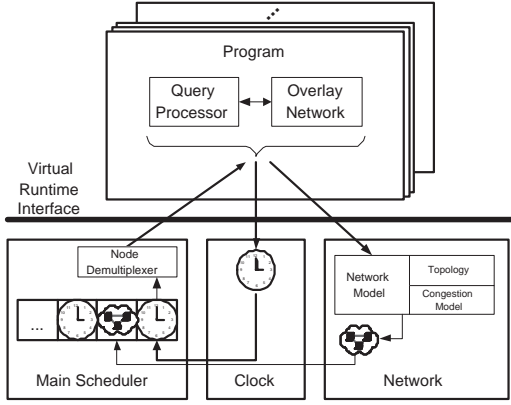 Program
Query
Processor
Overlay
Network
Virtual
Runtime
Interface
Node
Demultiplexer
...
Main Scheduler
Clock
Network
Model
Topology
Congestion
Model
Network